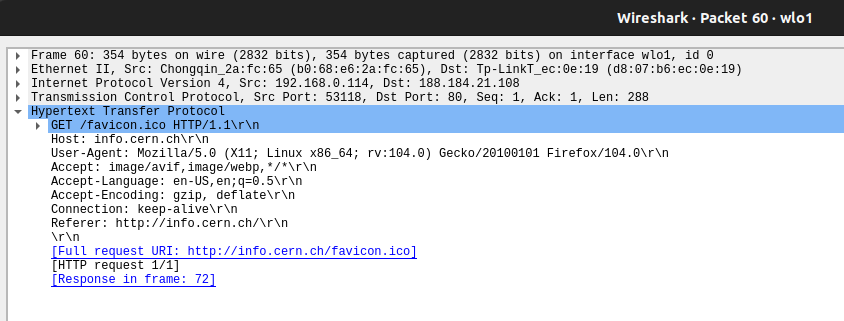 Wireshark · Packet 60 · wlo1
Frame 60: 354 bytes on wire (2832 bits), 354 bytes captured (2832 bits) on interface wlo1, id 0
Ethernet II, Src: Chongqin_2a:fc:65 (b0:68:e6:2a:fc:65), Dst: Tp-LinkT_ec:0e:19 (d8:07:b6:ec:0e:19)
Internet Protocol Version 4, Src: 192.168.0.114, Dst: 188.184.21.108
Transmission Control Protocol, Src Port: 53118, Dst Port: 80, Seq: 1, Ack: 1, Len: 288
Hypertext Transfer Protocol
GET /favicon.ico HTTP/1.1\r\n
Host: info.cern.ch\r\n
User-Agent: Mozilla/5.0 (X11; Linux x86_64; rv:104.0) Gecko/20100101 Firefox/104.0\r\n
Accept: image/avif,image/webp,*/*\r\n
Accept-Language: en-US,en;q=0.5\r\n
Accept-Encoding: gzip, deflate\r\n
Connection: keep-alive\r\n
Referer: http://info.cern.ch/\r\n
\r\n
[Full request URI: http://info.cern.ch/favicon.ico]
[HTTP request 1/1]
[Response in frame: 72]